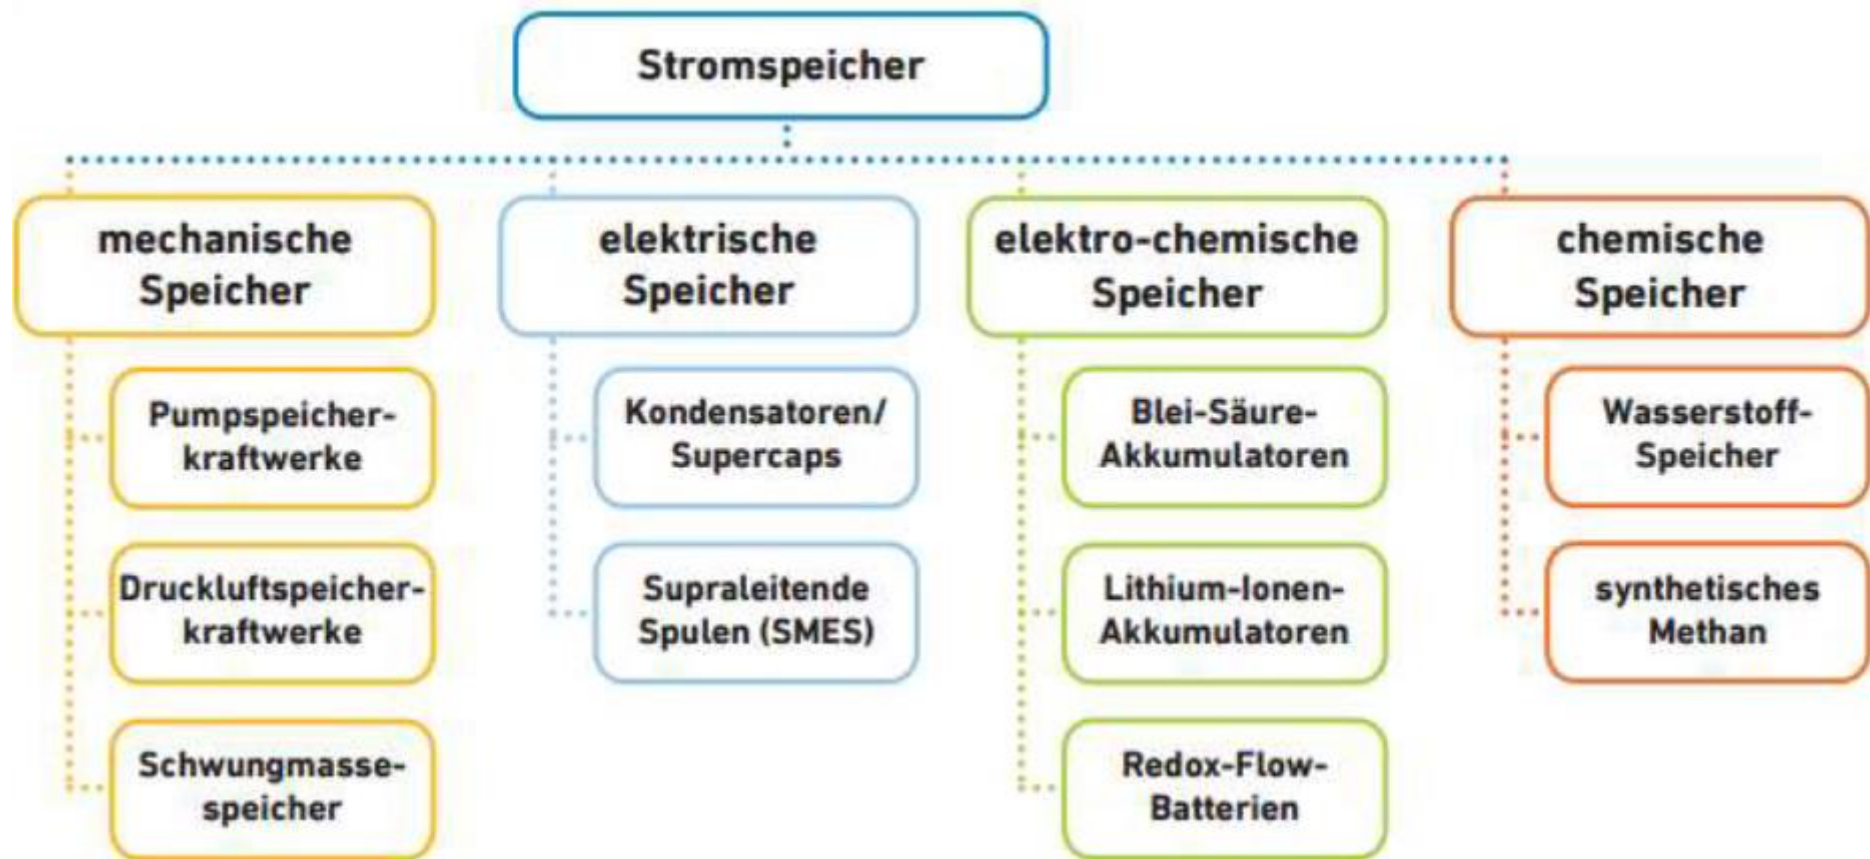 Stromspeicher
mechanische
Speicher
Pumpspeicher-
kraftwerke
Druckluftspeicher-
kraftwerke
Schwungmasse-
speicher
elektrische
Speicher
Kondensatoren/
Supercaps
Supraleitende
Spulen (SMES)
elektro-chemische
Speicher
Blei-Säure-
Akkumulatoren
Lithium-Ionen-
Akkumulatoren
Redox-Flow-
Batterien
chemische
Speicher
Wasserstoff-
Speicher
synthetisches
Methan